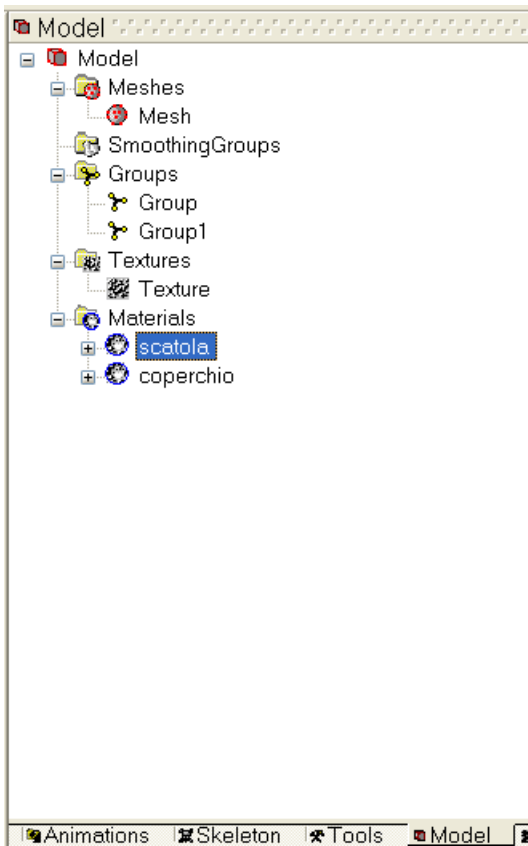 Model
Model
Meshes
Mesh
SmoothingGroups
Groups
Group
Group1
Textures
Texture
Materials
scatola
coperchio
Animations Skeleton Tools Model